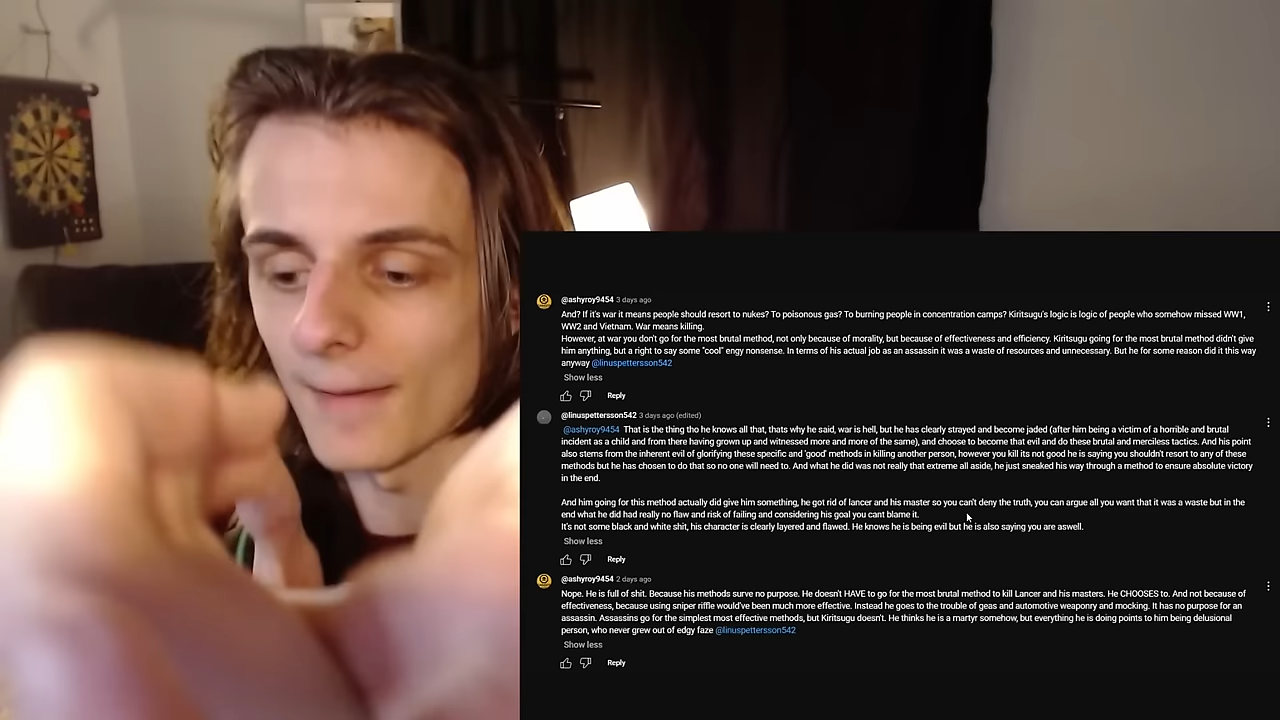 @ashyroy9454 3 days ago
And? If it's war it means people should resort to nukes? To poisonous gas? To burning people in concentration camps? Kiritsugu's logic is logic of people who somehow missed WW1,
WW2 and Vietnam. War means killing.
However, at war you don't go for the most brutal method, not only because of morality, but because of effectiveness and efficiency. Kiritsugu going for the most brutal method didn't give
him anything, but a right to say some "cool" engy nonsense. In terms of his actual job as an assassin it was a waste of resources and unnecessary. But he for some reason did it this way
anyway @linuspettersson542
Show less
Reply
@linuspettersson542 3 days ago (edited)
@ashyroy9454 That is the thing tho he knows all that, thats why he said, war is hell, but he has clearly strayed and become jaded (after him being a victim of a horrible and brutal
incident as a child and from there having grown up and witnessed more and more of the same), and choose to become that evil and do these brutal and merciless tactics. And his point
also stems from the inherent evil of glorifying these specific and 'good' methods in killing another person, however you kill its not good he is saying you shouldn't resort to any of these
methods but he has chosen to do that so no one will need to. And what he did was not really that extreme all aside, he just sneaked his way through a method to ensure absolute victory
in the end.
And him going for this method actually did give him something, he got rid of lancer and his master so you can't deny the truth, you can argue all you want that it was a waste but in the
end what he did had really no flaw and risk of failing and considering his goal you cant blame it.
It's not some black and white shit, his character is clearly layered and flawed. He knows he is being evil but he is also saying you are aswell.
Show less
Reply
@ashyroy9454 2 days ago
Nope. He is full of shit. Because his methods surve no purpose. He doesn't HAVE to go for the most brutal method to kill Lancer and his masters. He CHOOSES to. And not because of
effectiveness, because using sniper riffle would've been much more effective. Instead he goes to the trouble of geas and automotive weaponry and mocking. It has no purpose for an
assassin. Assassins go for the simplest most effective methods, but Kiritsugu doesn't. He thinks he is a martyr somehow, but everything he is doing points to him being delusional
person, who never grew out of edgy faze @linuspettersson542
Show less
Reply